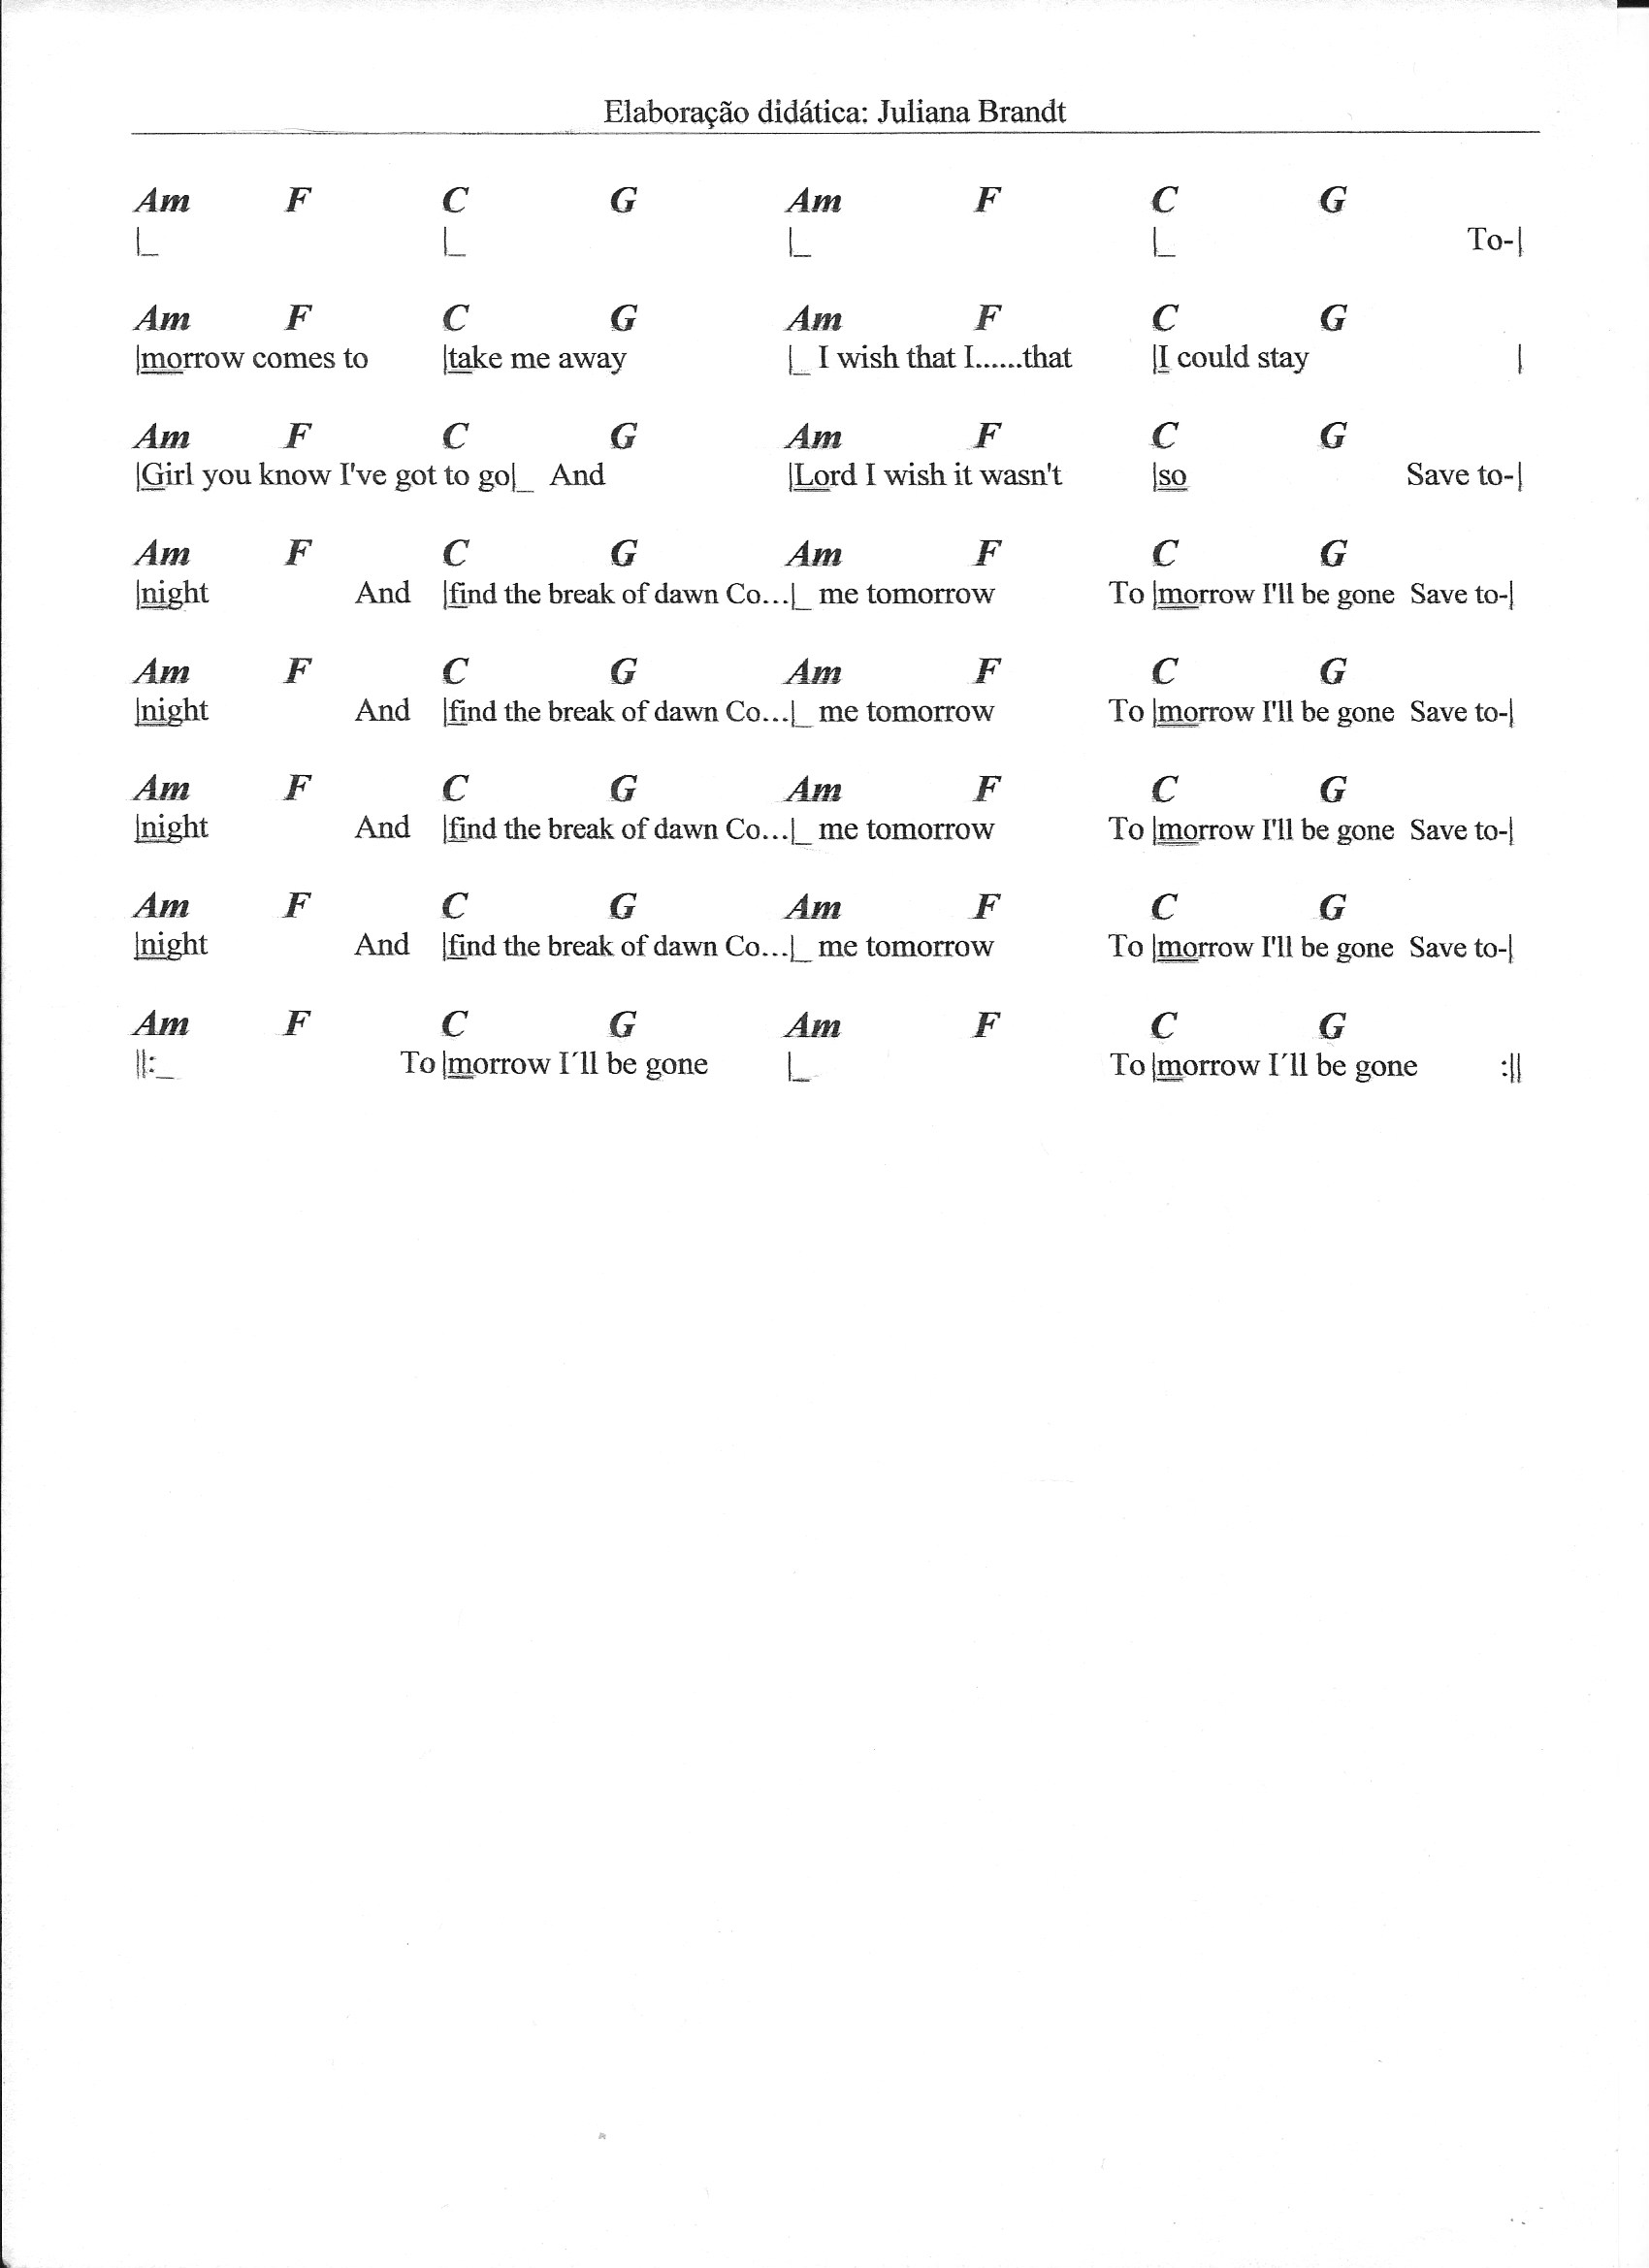 Elaboração didática: Juliana Brandt
Am F C G Am F C G
|_ |_ |_ |_ To-|
Am F C G Am F C G
|morrow comes to |take me away |_ I wish that I......that |I could stay |
Am F C G Am F C G
|Girl you know I've got to go|_ And |Lord I wish it wasn't |so Save to-|
Am F C G Am F C G
|night And |find the break of dawn Co...|_ me tomorrow To |morrow I'll be gone Save to-|
Am F C G Am F C G
|night And |find the break of dawn Co...|_ me tomorrow To |morrow I'll be gone Save to-|
Am F C G Am F C G
|night And |find the break of dawn Co...|_ me tomorrow To |morrow I'll be gone Save to-|
Am F C G Am F C G
|night And |find the break of dawn Co...|_ me tomorrow To |morrow I'll be gone Save to-|
Am F C G Am F C G
||:_ To |morrow I´ll be gone |_ To |morrow I´ll be gone :||